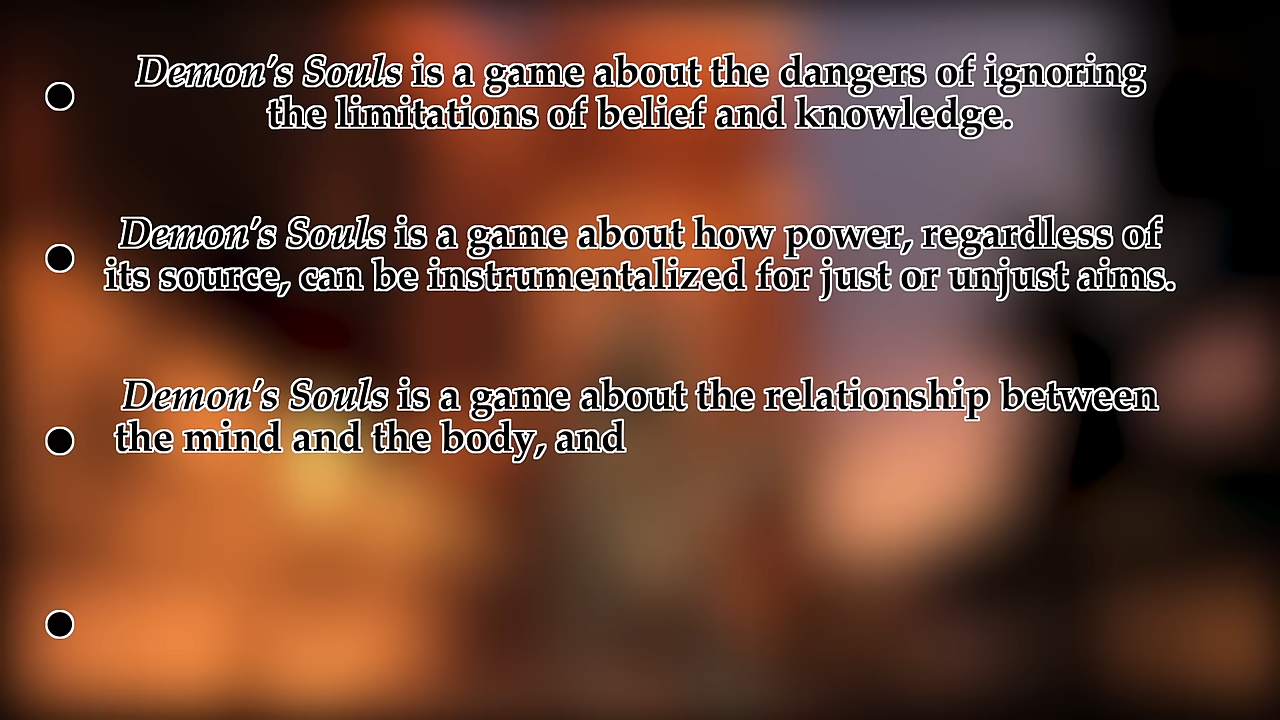 Demon's Souls is a game about the dangers of ignoring
the limitations of belief and knowledge.
Demon's Souls is a game about how power, regardless of
its source, can be instrumentalized for just or unjust aims.
Demon's Souls is a game about the relationship between
the mind and the body, and